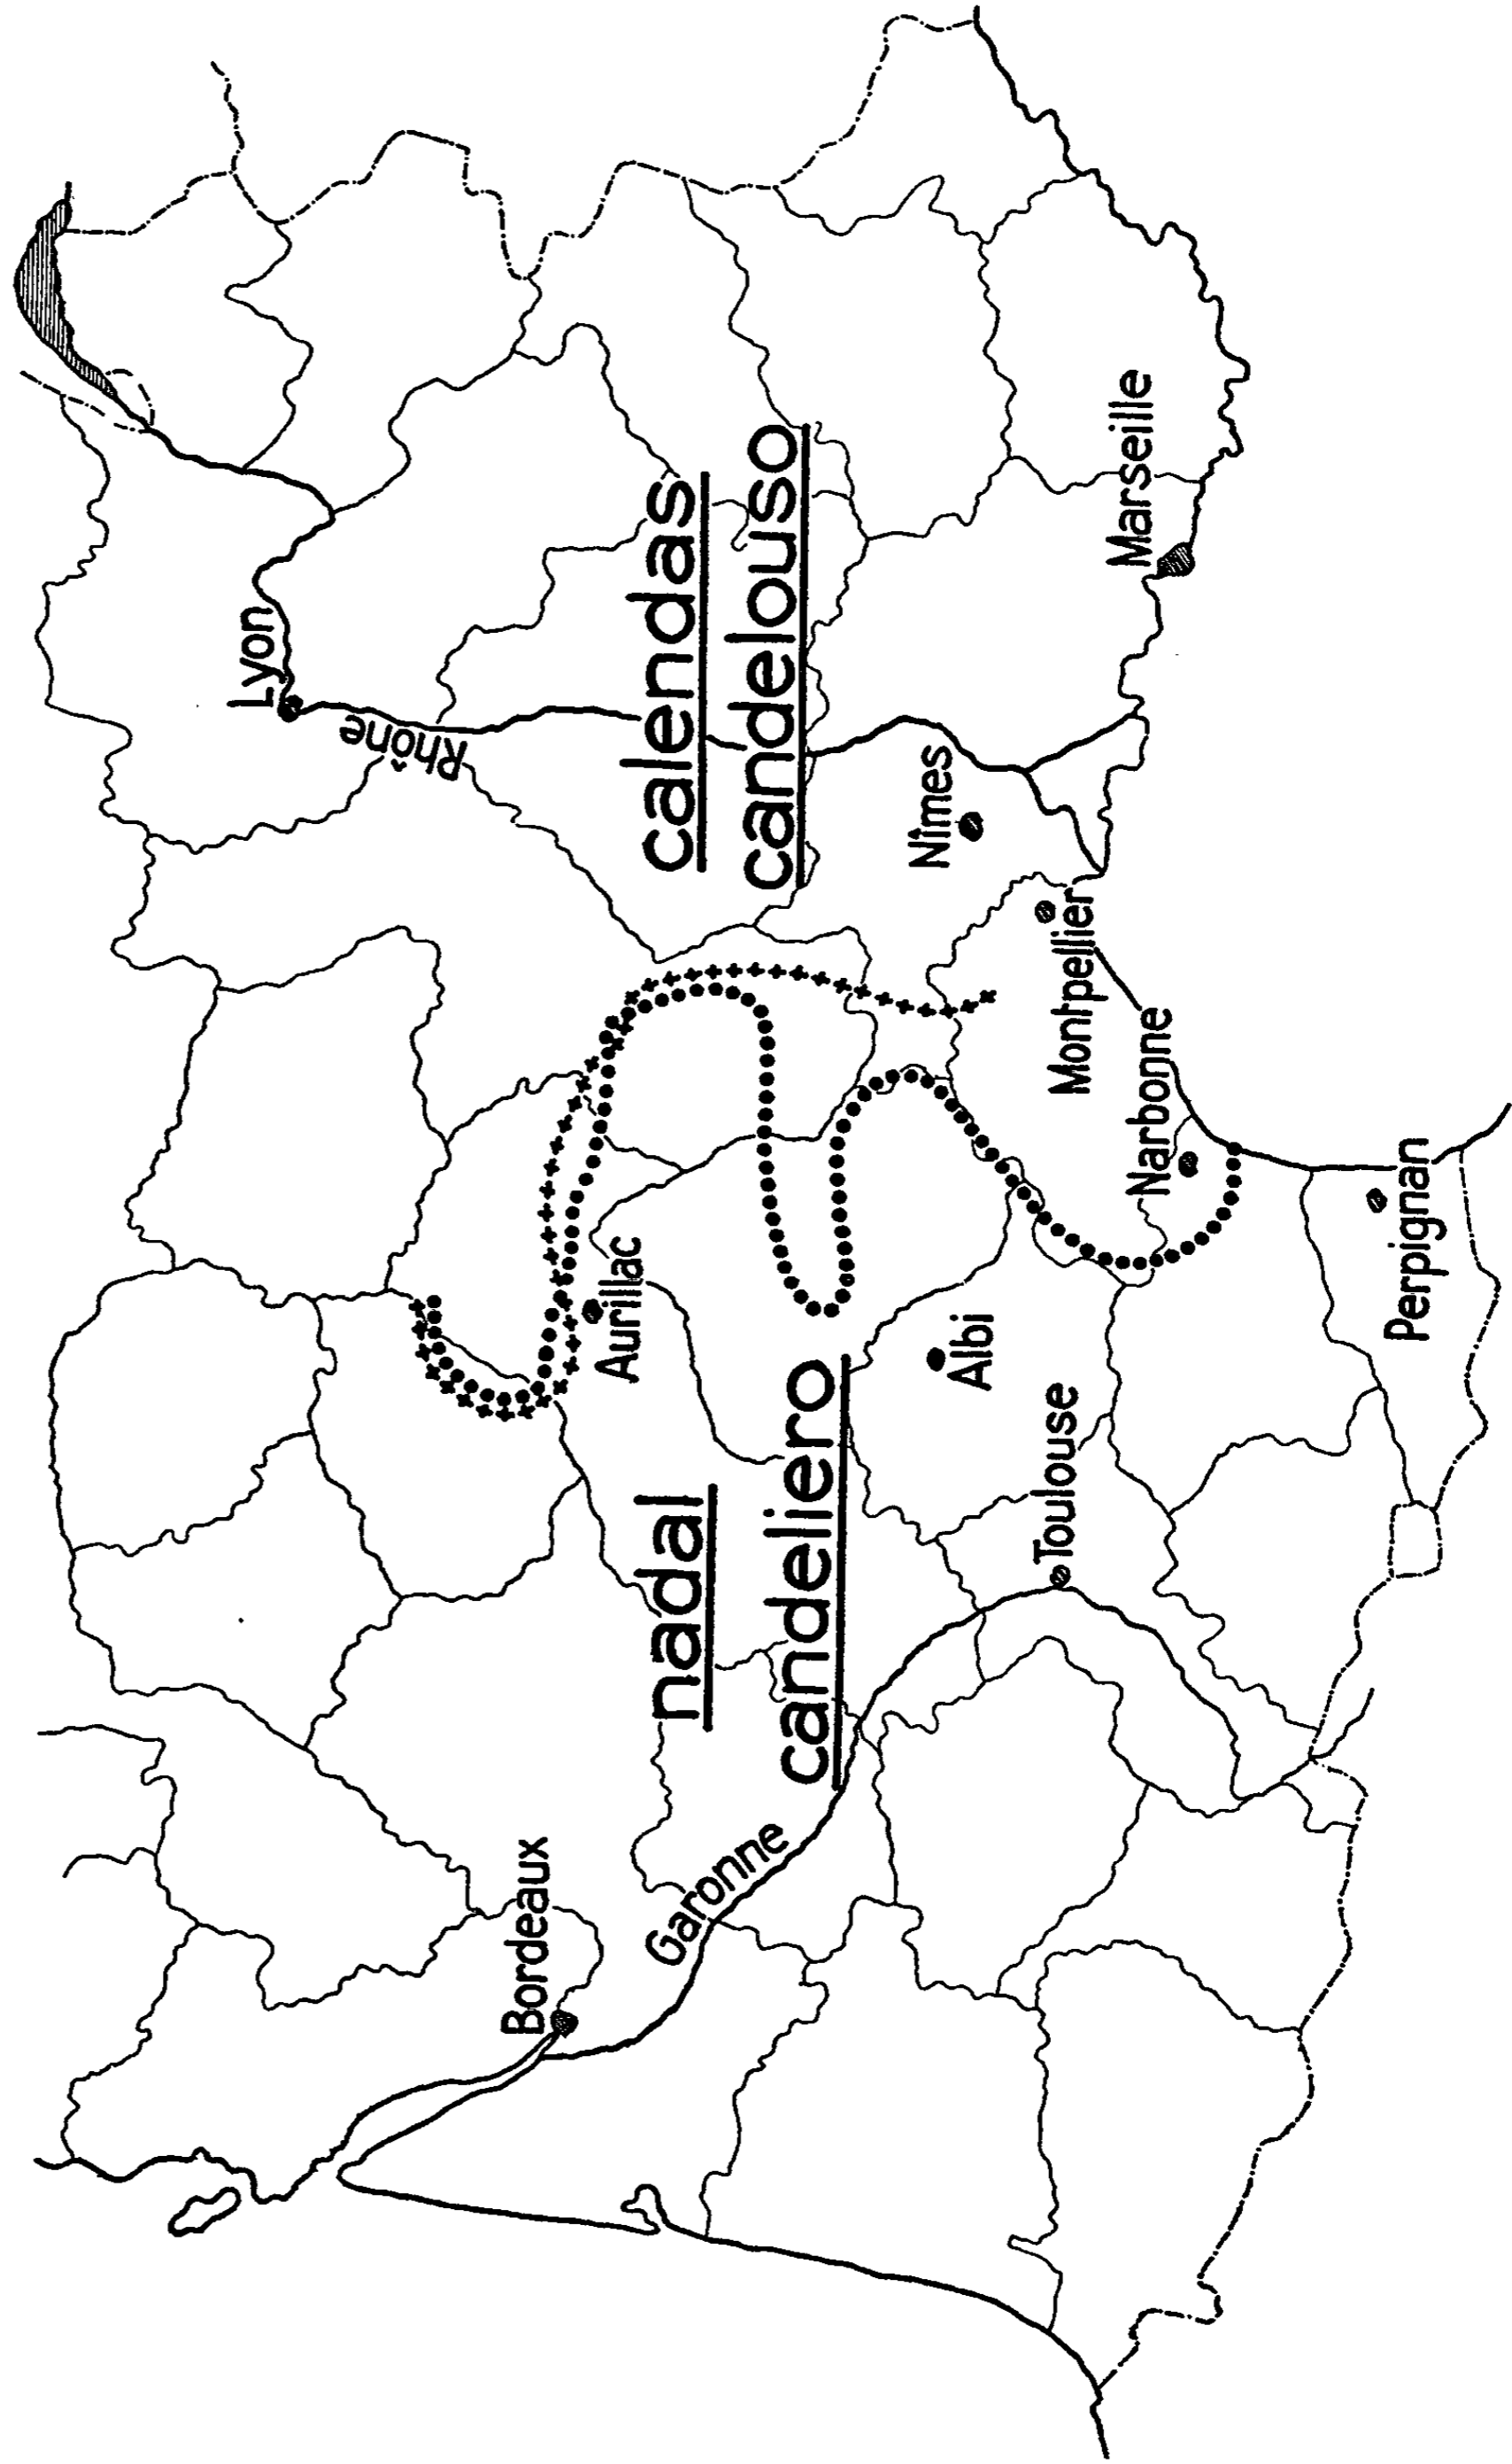 Lyon
Rhône
Bordeaux
Aurillac
nadal
calendas
Garonne
candeliero
candelouso
Nîmes
Albi
Marseille
Toulouse
Montpellier
Narbonne
Perpignan